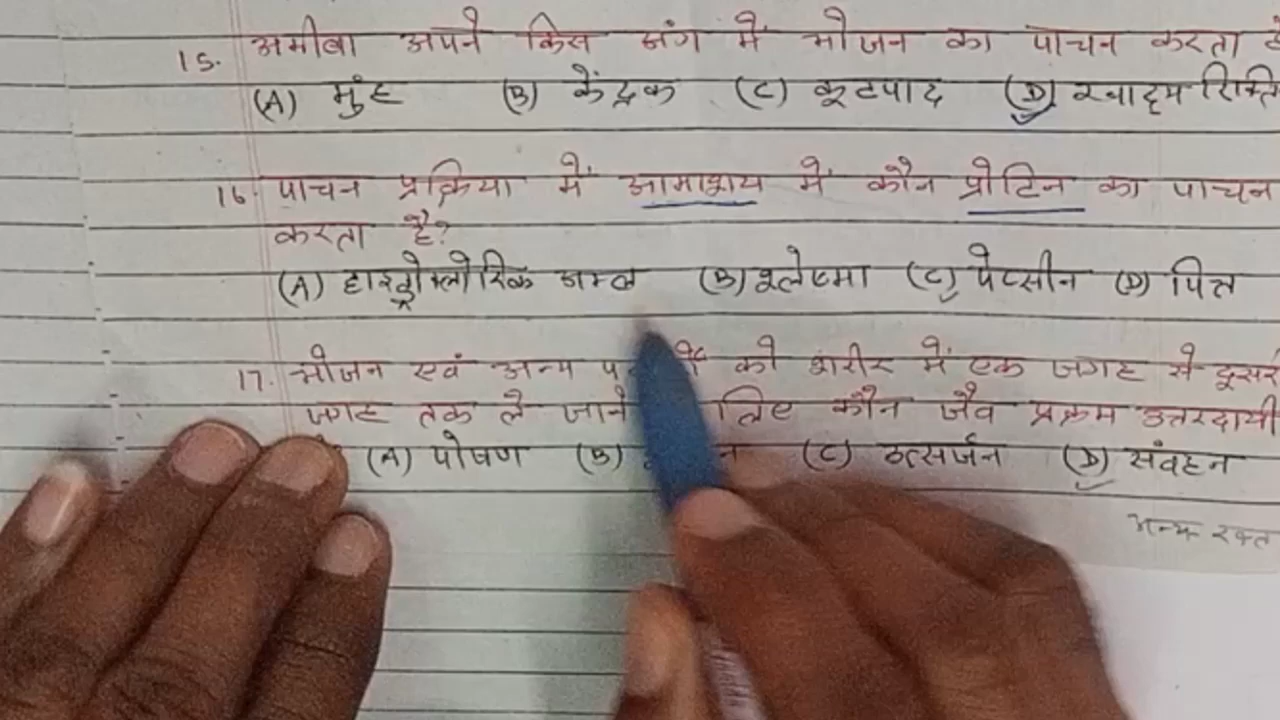 15. अमीबा अपने किस अंग में भोजन का पाचन करता
(A) मुंह (B) केंद्रक (C) कूटपाद (D) खाद्य रिक्ति
16. पाचन प्रक्रिया में आमाशय में कौन प्रोटिन का पाचन
करता है?
(A) हाइड्रोक्लोरिक अम्ल (B) श्लेष्मा (C) पेप्सीन (D) पित्त
17. भोजन एवं अन्य को शरीर में एक जगह से दूसरे
जगह तक ले जाने लिए कौन जैव प्रक्रम उत्तरदायी
(A) पोषण (B) (C) उत्सर्जन (D) संवहन
रक्त